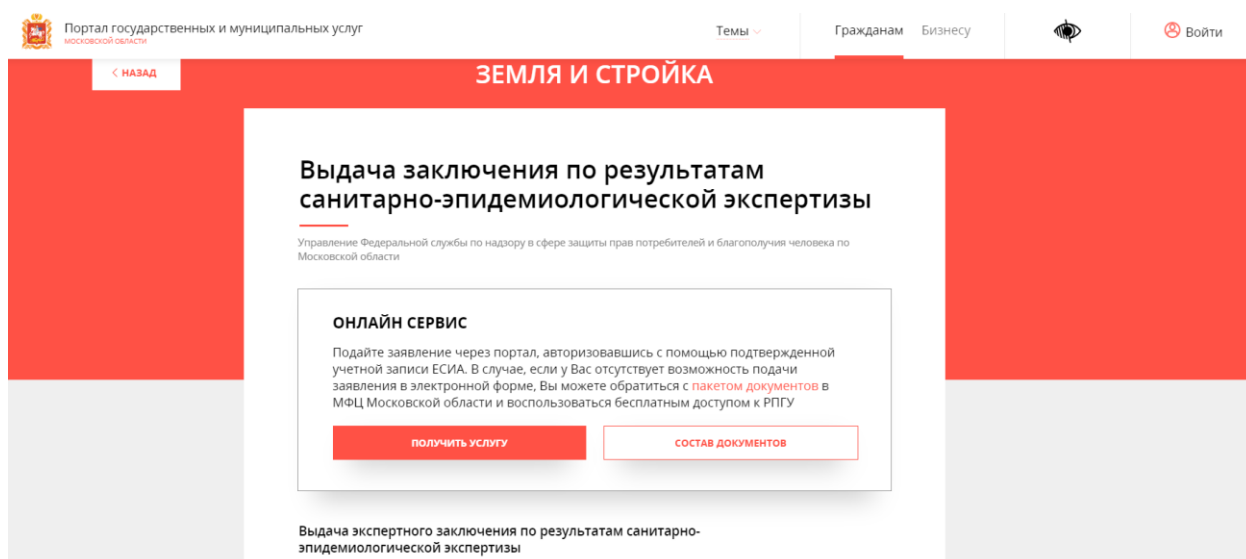 Портал государственных и муниципальных услуг
МОСКОВСКОЙ ОБЛАСТИ
Темы
Гражданам
Бизнесу
Войти
< НАЗАД
ЗЕМЛЯ И СТРОЙКА
Выдача заключения по результатам
санитарно-эпидемиологической экспертизы
Управление Федеральной службы по надзору в сфере защиты прав потребителей и благополучия человека по
Московской области
ОНЛАЙН СЕРВИС
Подайте заявление через портал, авторизовавшись с помощью подтвержденной
учетной записи ЕСИА. В случае, если у Вас отсутствует возможность подачи
заявления в электронной форме, Вы можете обратиться с пакетом документов в
МФЦ Московской области и воспользоваться бесплатным доступом к РПГУ
ПОЛУЧИТЬ УСЛУГУ
СОСТАВ ДОКУМЕНТОВ
Выдача экспертного заключения по результатам санитарно-
эпидемиологической экспертизы